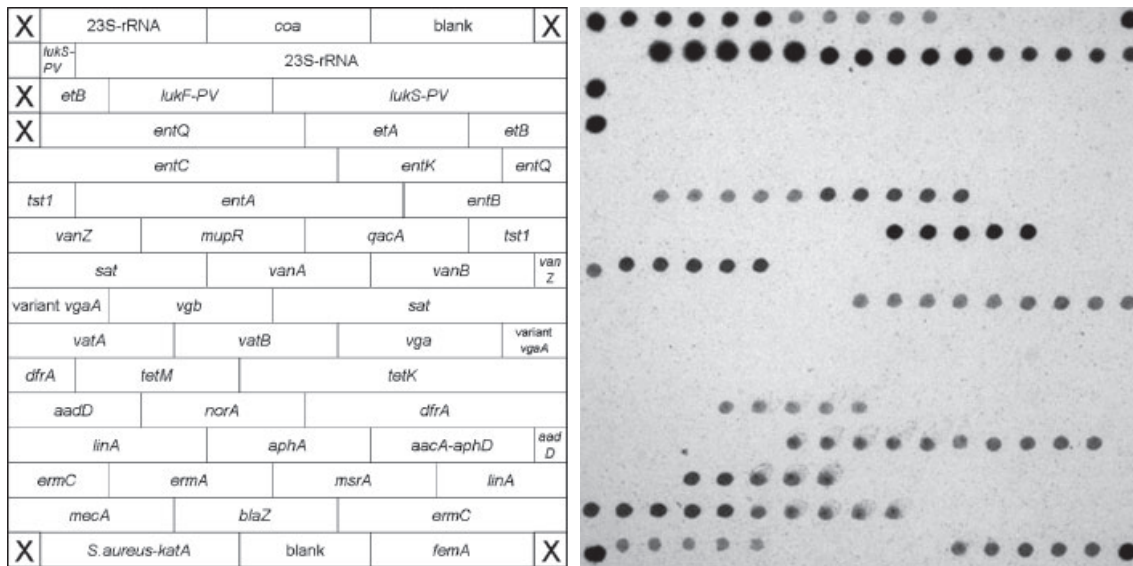 X 23S-rRNA coa blank X
lukS-PV 23S-rRNA
X etB lukF-PV lukS-PV
X entQ etA etB
entC entK entQ
tst1 entA entB
vanZ mupR qacA tst1
sat vanA vanB vanZ
variant vgaA vgb sat
vatA vatB vga variant vgaA
dfrA tetM tetK
aadD norA dfrA
linA aphA aacA-aphD aadD
ermC ermA msrA linA
mecA blaZ ermC
X S.aureus-katA blank femA X